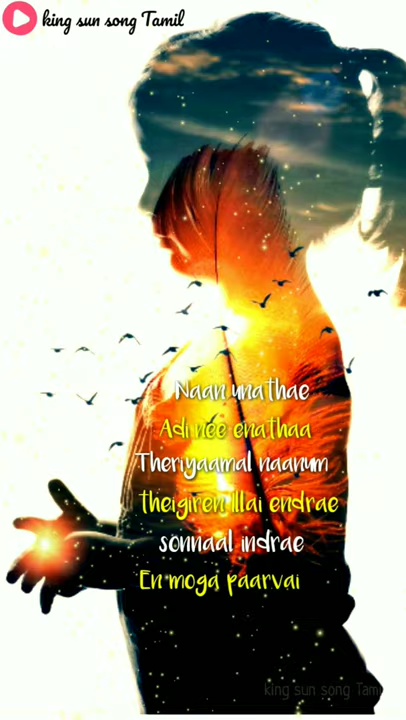 king sun song Tamil
Naan unathae
Adi nee enathaa
Theriyaamal naanum
theigiren Illai endrae
sonnaal indrae
En moga paarvai
king sun song Tami